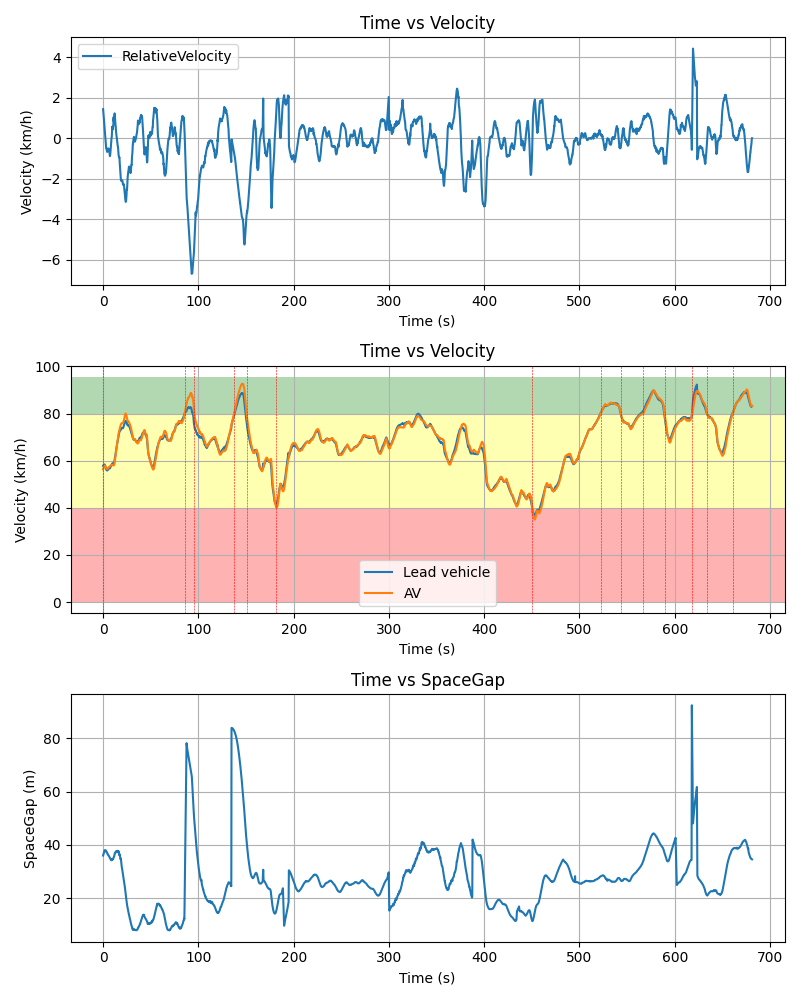 Time vs Velocity
Velocity (km/h)
4
2
0
−2
−4
−6
RelativeVelocity
0 100 200 300 400 500 600 700
Time (s)
Time vs Velocity
Velocity (km/h)
100
80
60
40
20
0
Lead vehicle
AV
0 100 200 300 400 500 600 700
Time (s)
Time vs SpaceGap
SpaceGap (m)
80
60
40
20
0 100 200 300 400 500 600 700
Time (s)